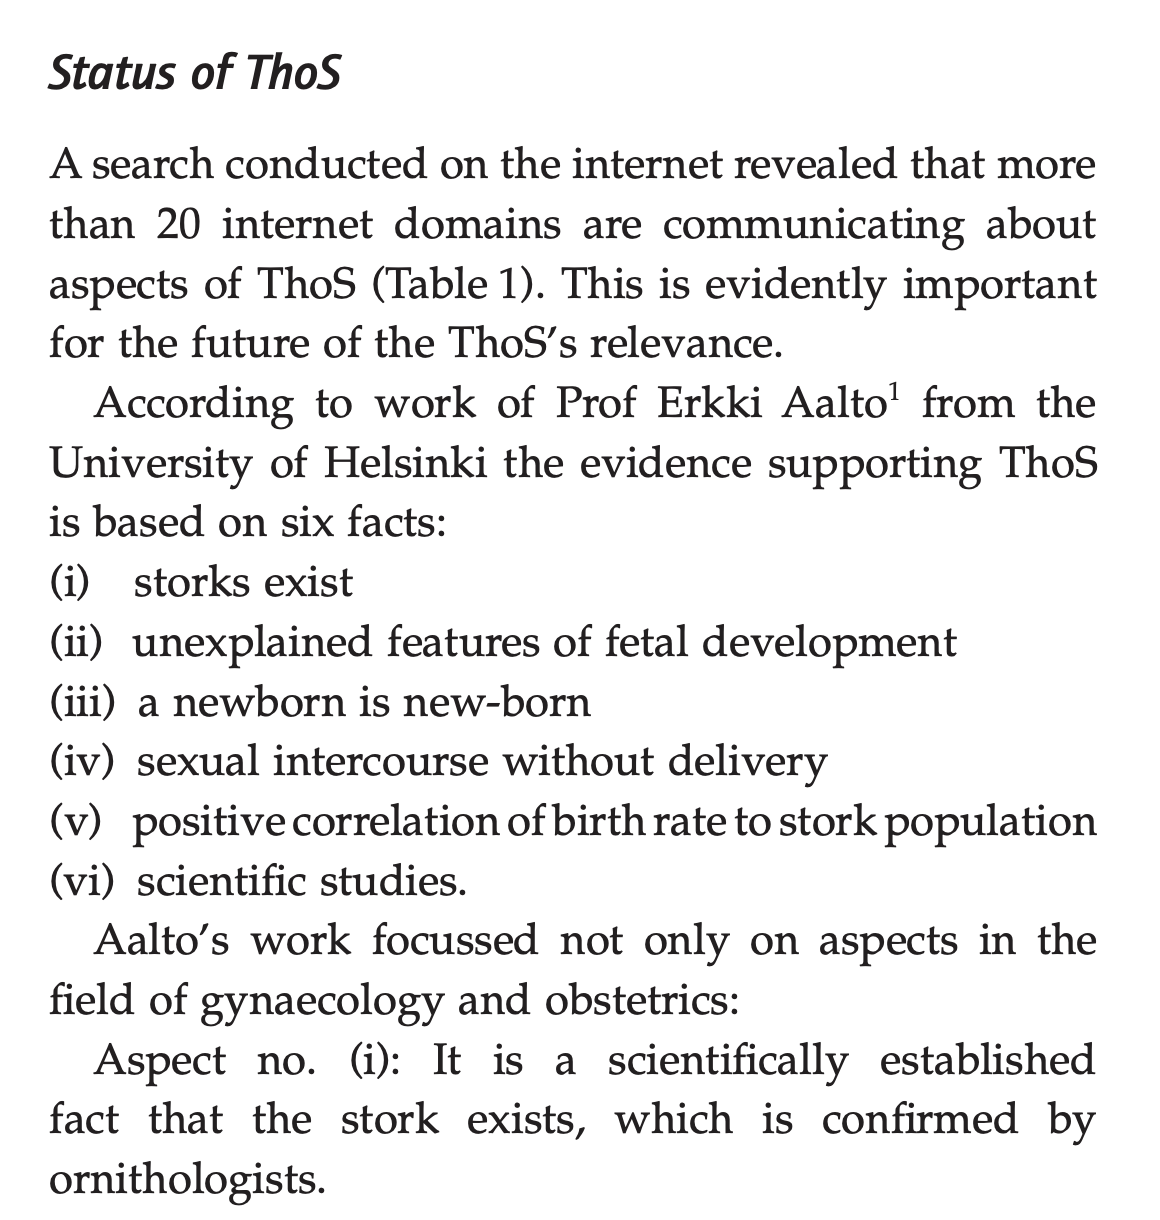 Status of ThoS
A search conducted on the internet revealed that more
than 20 internet domains are communicating about
aspects of ThoS (Table 1). This is evidently important
for the future of the ThoS’s relevance.
According to work of Prof Erkki Aalto¹ from the
University of Helsinki the evidence supporting ThoS
is based on six facts:
(i) storks exist
(ii) unexplained features of fetal development
(iii) a newborn is new-born
(iv) sexual intercourse without delivery
(v) positive correlation of birth rate to stork population
(vi) scientific studies.
Aalto’s work focussed not only on aspects in the
field of gynaecology and obstetrics:
Aspect no. (i): It is a scientifically established
fact that the stork exists, which is confirmed by
ornithologists.